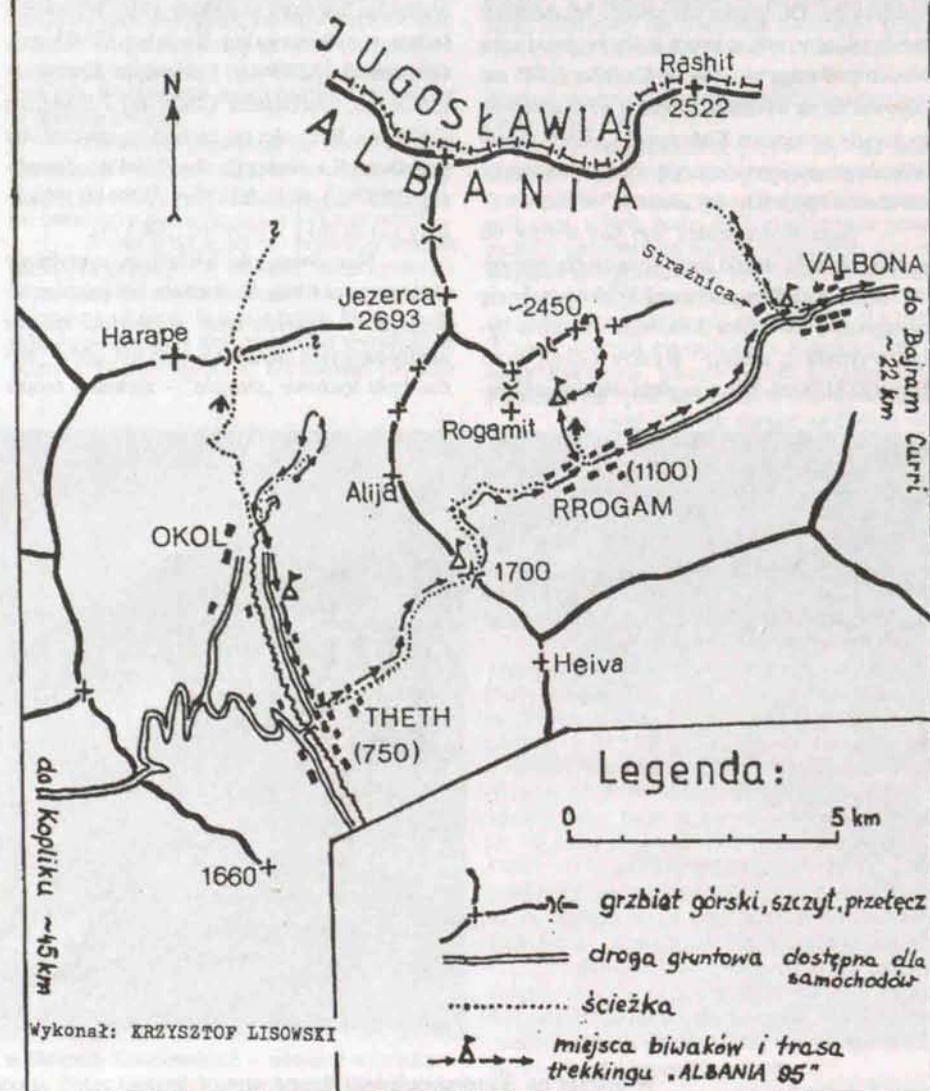 N
JUGOSŁAWIA
ALBANIA
Rashit
2522
Strażnica
VALBONA
do Bajram Curri
~22 km
?
?
Harape
Jezerca
2693
~2450
Rogamit
Alija
(1100)
RROGAM
OKOL
1700
Heiva
THETH
(750)
1660
do Kopliku ~45 km
Legenda:
0 5 km
grzbiet górski, szczyt, przełęcz
droga gruntowa dostępna dla
samochodów
ścieżka
miejsca biwaków i trasa
trekkingu „ALBANIA 95"
Wykonał: KRZYSZTOF LISOWSKI